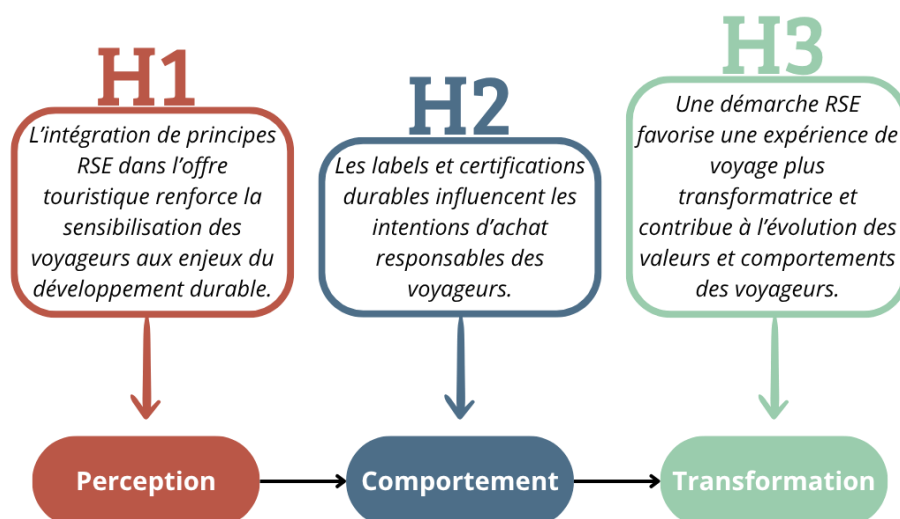 H1
L'intégration de principes
RSE dans l'offre
touristique renforce la
sensibilisation des
voyageurs aux enjeux du
développement durable.
H2
Les labels et certifications
durables influencent les
intentions d'achat
responsables des
voyageurs.
H3
Une démarche RSE
favorise une expérience de
voyage plus
transformatrice et
contribue à l'évolution des
valeurs et comportements
des voyageurs.
Perception
Comportement
Transformation